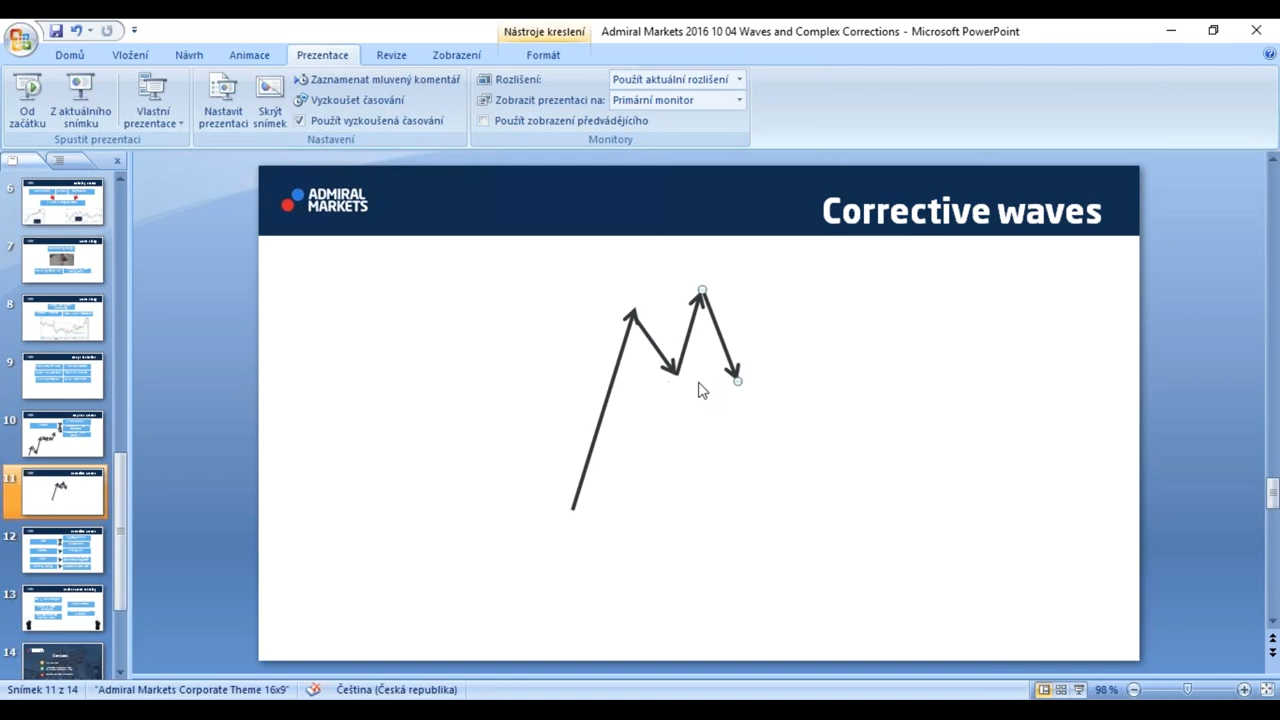 Nástroje kreslení
Admiral Markets 2016 10 04 Waves and Complex Corrections - Microsoft PowerPoint
Domů
Vložení
Návrh
Animace
Prezentace
Revize
Zobrazení
Formát
Od začátku
Z aktuálního snímku
Vlastní prezentace
Spustit prezentaci
Nastavit prezentaci
Skrýt snímek
Zaznamenat mluvený komentář
Vyzkoušet časování
Použít vyzkoušená časování
Nastavení
Rozlišení:
Použít aktuální rozlišení
Zobrazit prezentaci na:
Primární monitor
Použít zobrazení předvádějícího
Monitory
6
7
8
9
10
11
12
13
14
ADMIRAL
MARKETS
Corrective waves
Snímek 11 z 14
"Admiral Markets Corporate Theme 16x9"
Čeština (Česká republika)
98 %